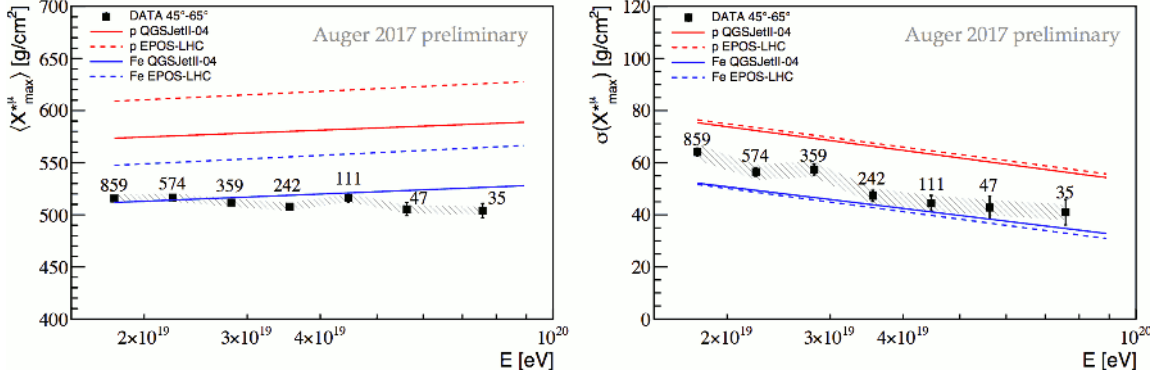 ⟨X*μmax⟩ [g/cm²]
700
650
600
550
500
450
400
DATA 45°-65°
p QGSJetII-04
p EPOS-LHC
Fe QGSJetII-04
Fe EPOS-LHC
Auger 2017 preliminary
859
574
359
242
111
47
35
2×10¹⁹
3×10¹⁹
4×10¹⁹
10²⁰
E [eV]
σ(X*μmax) [g/cm²]
120
100
80
60
40
20
0
DATA 45°-65°
p QGSJetII-04
p EPOS-LHC
Fe QGSJetII-04
Fe EPOS-LHC
Auger 2017 preliminary
859
574
359
242
111
47
35
2×10¹⁹
3×10¹⁹
4×10¹⁹
10²⁰
E [eV]